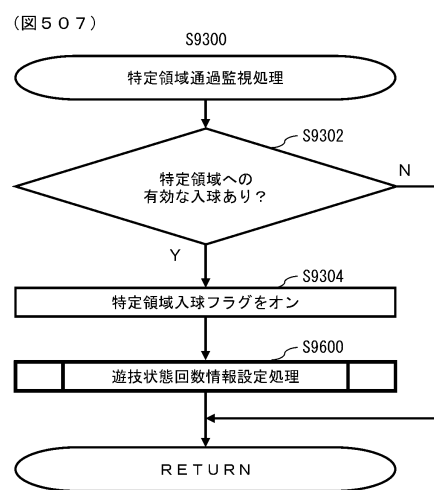 (図507)
S9300
特定領域通過監視処理
S9302
特定領域への
有効な入球あり?
N
Y
S9304
特定領域入球フラグをオン
S9600
遊技状態回数情報設定処理
RETURN